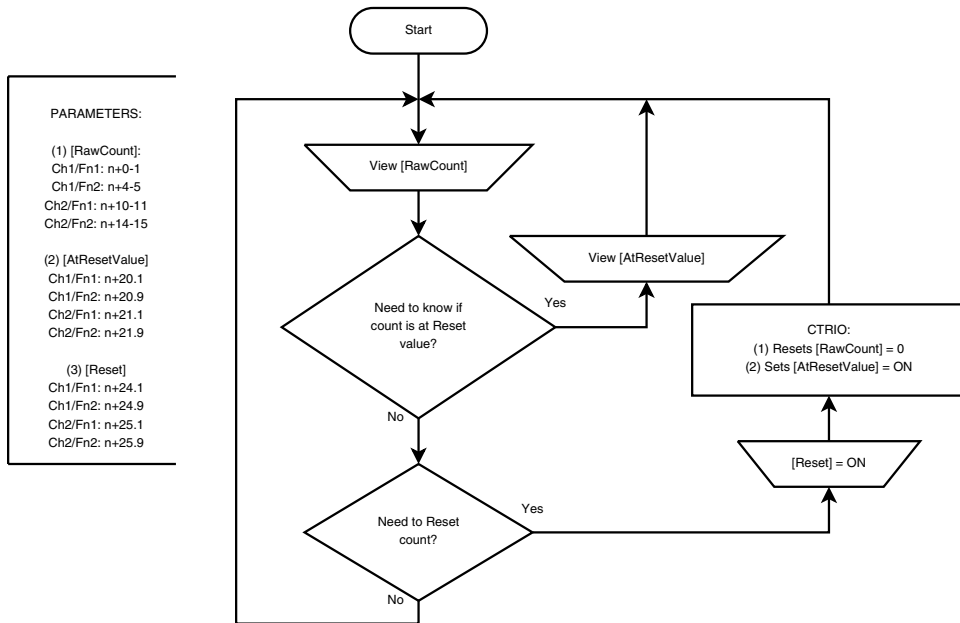 Start
PARAMETERS:
(1) [RawCount]:
Ch1/Fn1: n+0-1
Ch1/Fn2: n+4-5
Ch2/Fn1: n+10-11
Ch2/Fn2: n+14-15
(2) [AtResetValue]
Ch1/Fn1: n+20.1
Ch1/Fn2: n+20.9
Ch2/Fn1: n+21.1
Ch2/Fn2: n+21.9
(3) [Reset]
Ch1/Fn1: n+24.1
Ch1/Fn2: n+24.9
Ch2/Fn1: n+25.1
Ch2/Fn2: n+25.9
View [RawCount]
Need to know if
count is at Reset
value?
Yes
No
View [AtResetValue]
Need to Reset
count?
Yes
No
[Reset] = ON
CTRIO:
(1) Resets [RawCount] = 0
(2) Sets [AtResetValue] = ON